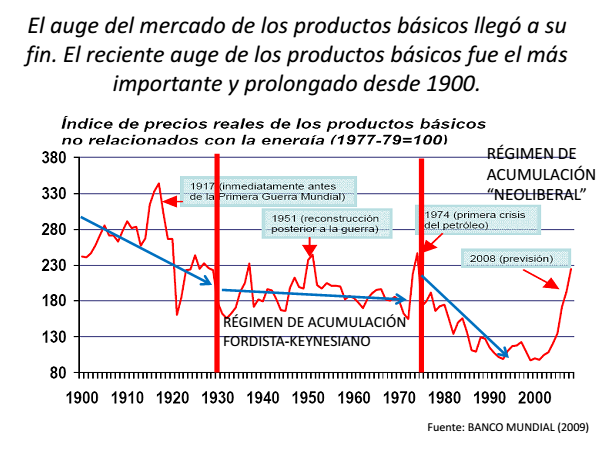 El auge del mercado de los productos básicos llegó a su
fin. El reciente auge de los productos básicos fue el más
importante y prolongado desde 1900.
Índice de precios reales de los productos básicos
no relacionados con la energía (1977-79=100)
RÉGIMEN DE
ACUMULACIÓN
“NEOLIBERAL”
380
330
280
230
180
130
80
1917 (inmediatamente antes
de la Primera Guerra Mundial)
1951 (reconstrucción
posterior a la guerra)
1974 (primera crisis
del petróleo)
2008 (previsión)
RÉGIMEN DE ACUMULACIÓN
FORDISTA-KEYNESIANO
1900 1910 1920 1930 1940 1950 1960 1970 1980 1990 2000
Fuente: BANCO MUNDIAL (2009)